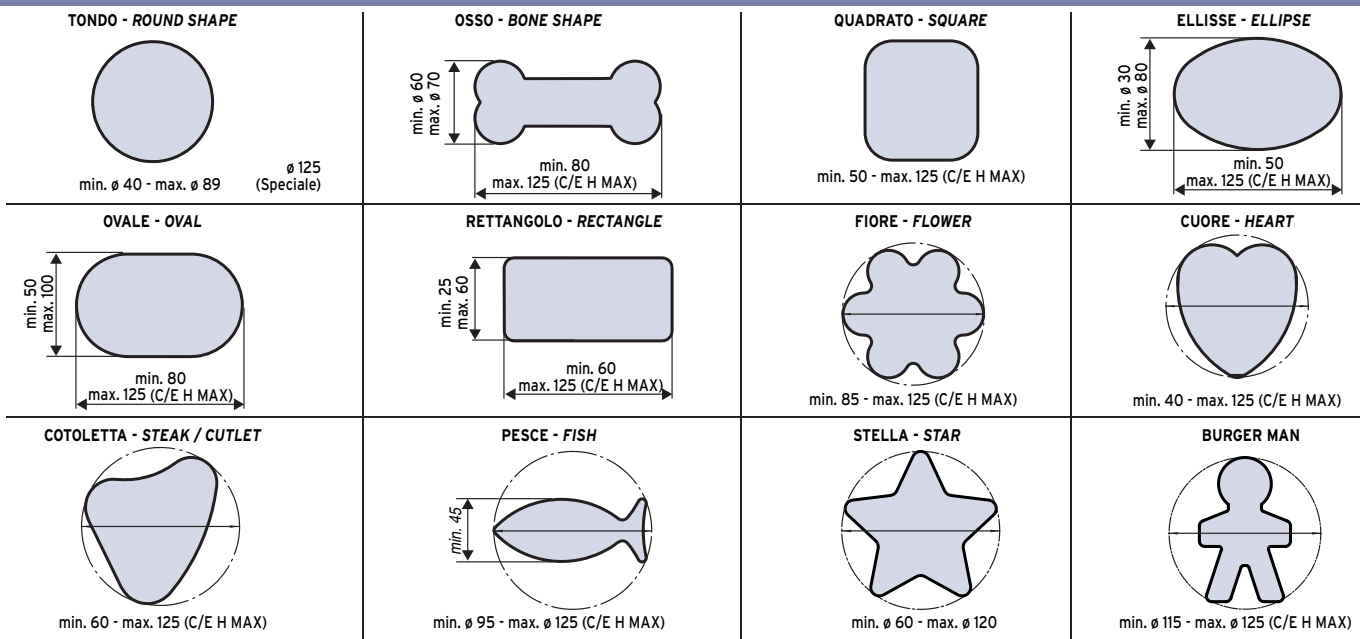 TONDO - ROUND SHAPE
min. ø 40 - max. ø 89
ø 125
(Speciale)
OSSO - BONE SHAPE
min. ø 60
max. ø 70
min. 80
max. 125 (C/E H MAX)
QUADRATO - SQUARE
min. 50 - max. 125 (C/E H MAX)
ELLISSE - ELLIPSE
min. ø 30
max. ø 80
min. 50
max. 125 (C/E H MAX)
OVALE - OVAL
min. 50
max. 100
min. 80
max. 125 (C/E H MAX)
RETTANGOLO - RECTANGLE
min. 25
max. 60
min. 60
max. 125 (C/E H MAX)
FIORE - FLOWER
min. 85 - max. 125 (C/E H MAX)
CUORE - HEART
min. 40 - max. 125 (C/E H MAX)
COTOLETTA - STEAK / CUTLET
min. 60 - max. 125 (C/E H MAX)
PESCE - FISH
min. 45
min. ø 95 - max. ø 125 (C/E H MAX)
STELLA - STAR
min. ø 60 - max. ø 120
BURGER MAN
min. ø 115 - max. ø 125 (C/E H MAX)